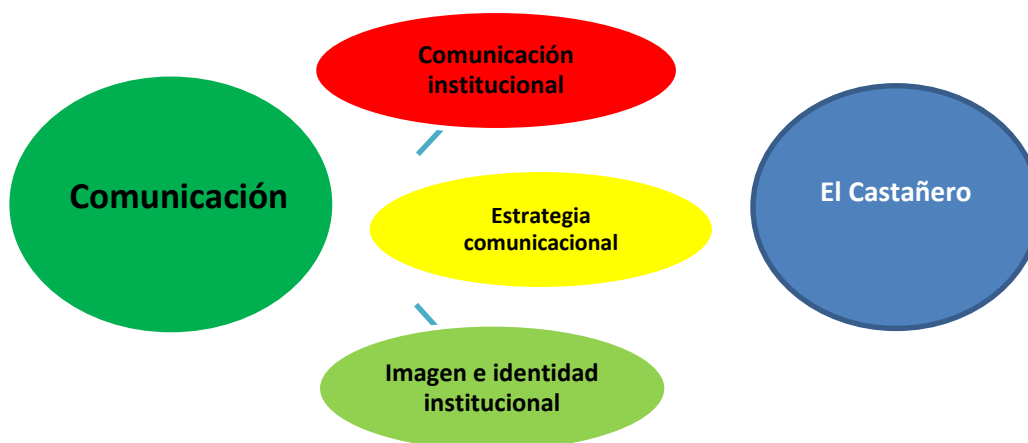 Comunicación
institucional
Comunicación
El Castañero
Estrategia
comunicacional
Imagen e identidad
institucional